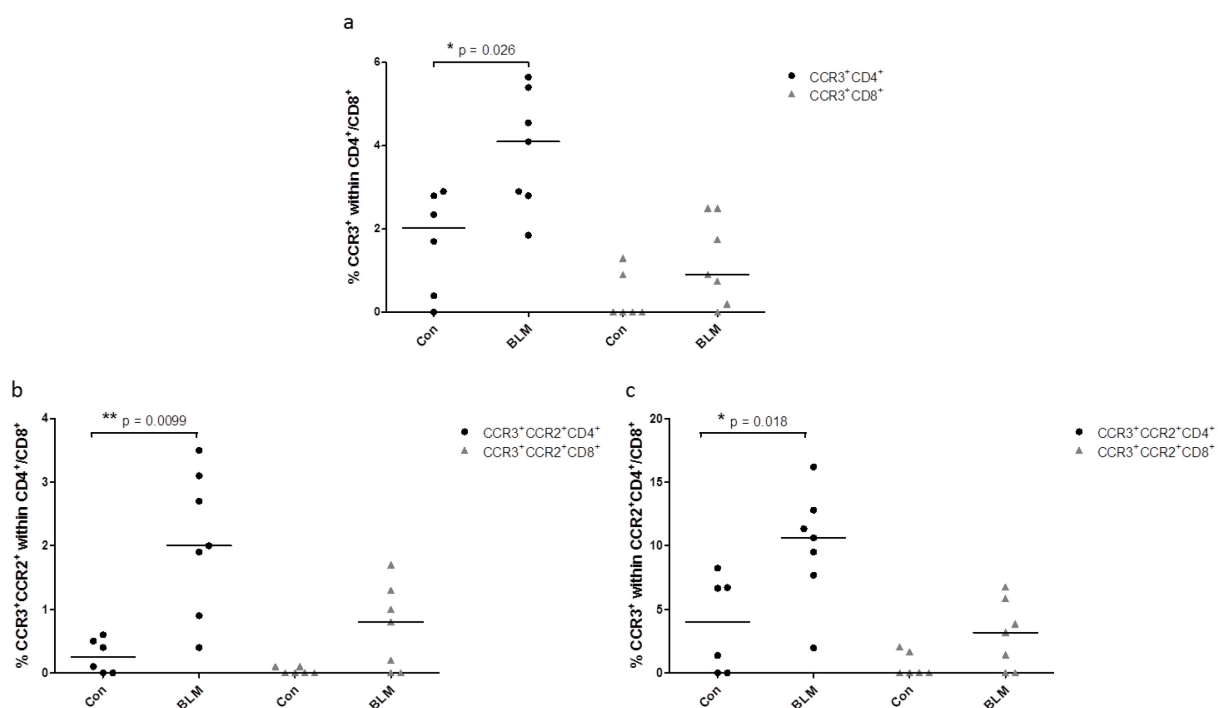 a
* p = 0.026
6
4
2
0
% CCR3⁺ within CD4⁺/CD8⁺
Con
BLM
Con
BLM
CCR3⁺CD4⁺
CCR3⁺CD8⁺
b
** p = 0.0099
4
3
2
1
0
% CCR3⁺CCR2⁺ within CD4⁺/CD8⁺
Con
BLM
Con
BLM
CCR3⁺CCR2⁺CD4⁺
CCR3⁺CCR2⁺CD8⁺
c
* p = 0.018
20
15
10
5
0
% CCR3⁺ within CCR2⁺CD4⁺/CD8⁺
Con
BLM
Con
BLM
CCR3⁺CCR2⁺CD4⁺
CCR3⁺CCR2⁺CD8⁺